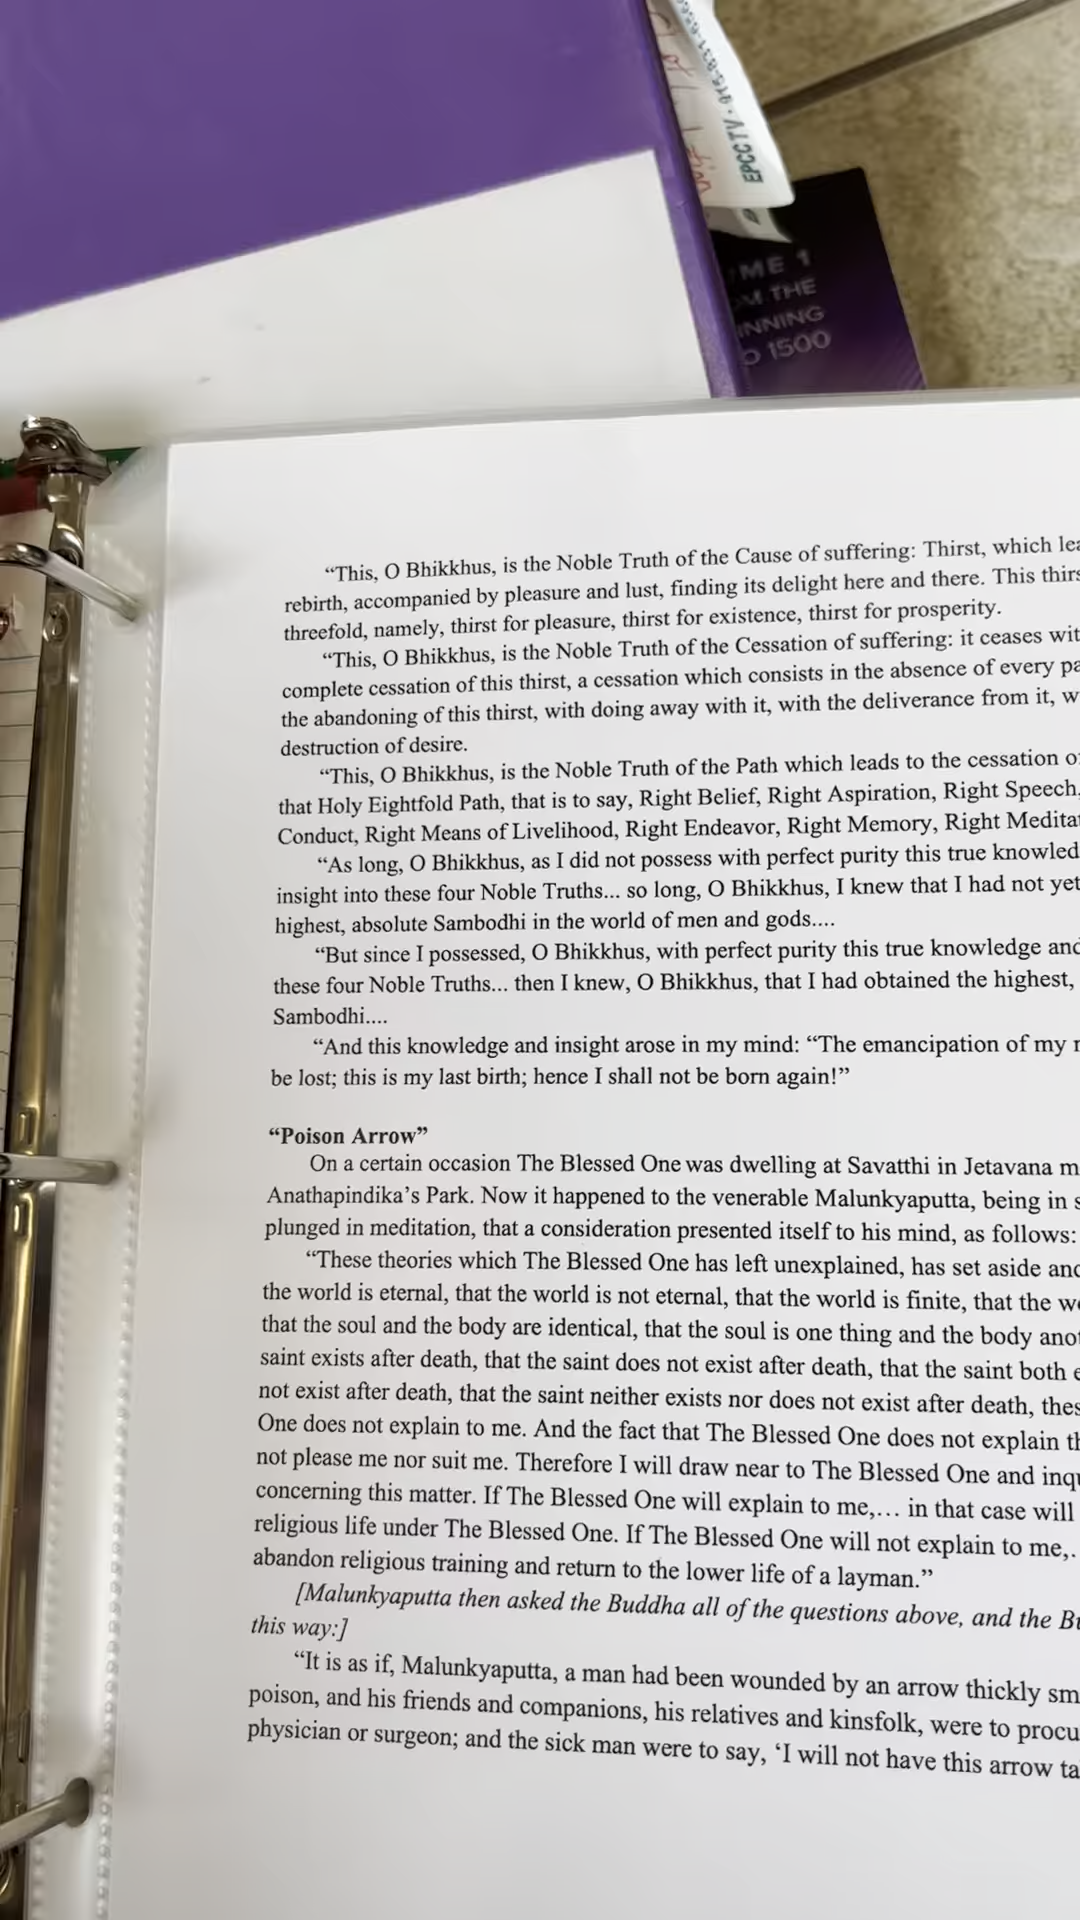 EPCC TV • 915-831-
ME 1
OM THE
INNING
O 1500
“This, O Bhikkhus, is the Noble Truth of the Cause of suffering: Thirst, which lea
rebirth, accompanied by pleasure and lust, finding its delight here and there. This thirs
threefold, namely, thirst for pleasure, thirst for existence, thirst for prosperity.
“This, O Bhikkhus, is the Noble Truth of the Cessation of suffering: it ceases wit
complete cessation of this thirst, a cessation which consists in the absence of every pa
the abandoning of this thirst, with doing away with it, with the deliverance from it, w
destruction of desire.
“This, O Bhikkhus, is the Noble Truth of the Path which leads to the cessation of
that Holy Eightfold Path, that is to say, Right Belief, Right Aspiration, Right Speech,
Conduct, Right Means of Livelihood, Right Endeavor, Right Memory, Right Medita
“As long, O Bhikkhus, as I did not possess with perfect purity this true knowled
insight into these four Noble Truths... so long, O Bhikkhus, I knew that I had not yet
highest, absolute Sambodhi in the world of men and gods....
“But since I possessed, O Bhikkhus, with perfect purity this true knowledge and
these four Noble Truths... then I knew, O Bhikkhus, that I had obtained the highest,
Sambodhi....
“And this knowledge and insight arose in my mind: “The emancipation of my
be lost; this is my last birth; hence I shall not be born again!”
“Poison Arrow”
On a certain occasion The Blessed One was dwelling at Savatthi in Jetavana m
Anathapindika’s Park. Now it happened to the venerable Malunkyaputta, being in s
plunged in meditation, that a consideration presented itself to his mind, as follows:
“These theories which The Blessed One has left unexplained, has set aside and
the world is eternal, that the world is not eternal, that the world is finite, that the wo
that the soul and the body are identical, that the soul is one thing and the body anot
saint exists after death, that the saint does not exist after death, that the saint both e
not exist after death, that the saint neither exists nor does not exist after death, thes
One does not explain to me. And the fact that The Blessed One does not explain th
not please me nor suit me. Therefore I will draw near to The Blessed One and inqu
concerning this matter. If The Blessed One will explain to me,… in that case will
religious life under The Blessed One. If The Blessed One will not explain to me,.
abandon religious training and return to the lower life of a layman.”
[Malunkyaputta then asked the Buddha all of the questions above, and the Bu
this way:]
“It is as if, Malunkyaputta, a man had been wounded by an arrow thickly sm
poison, and his friends and companions, his relatives and kinsfolk, were to procu
physician or surgeon; and the sick man were to say, ‘I will not have this arrow ta